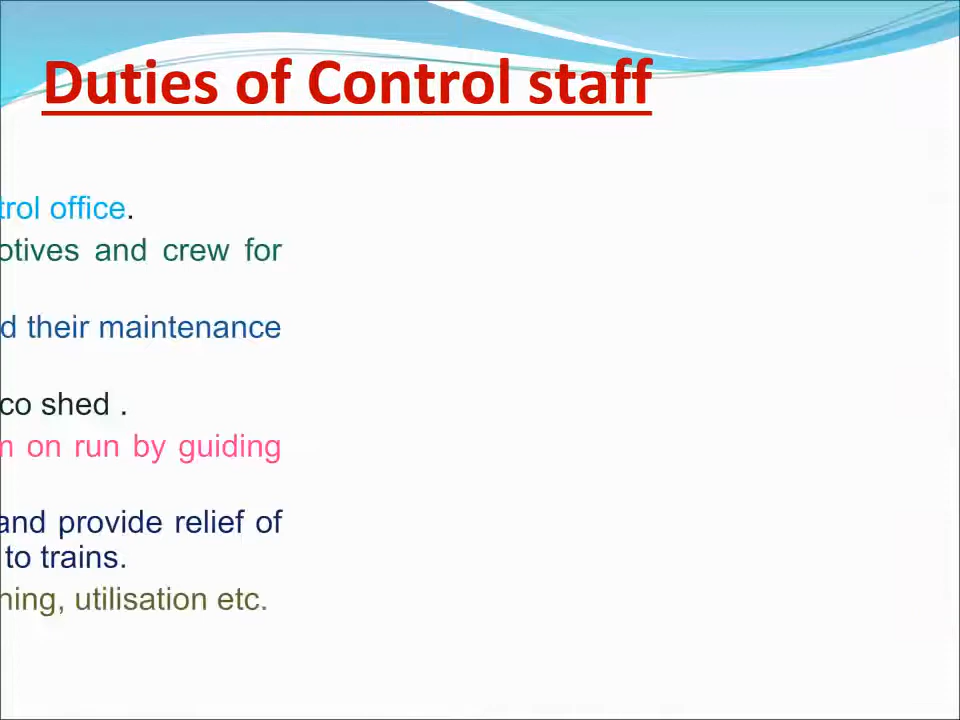 Duties of Control staff
trol office.
otives and crew for
d their maintenance
co shed .
on run by guiding
and provide relief of
to trains.
ning, utilisation etc.